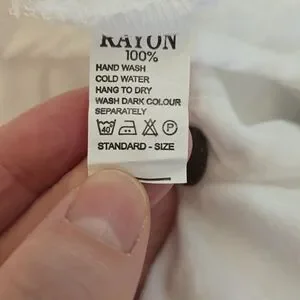 RAYON
100%
HAND WASH
COLD WATER
HANG TO DRY
WASH DARK COLOUR
SEPARATELY
40 P
STANDARD - SIZE